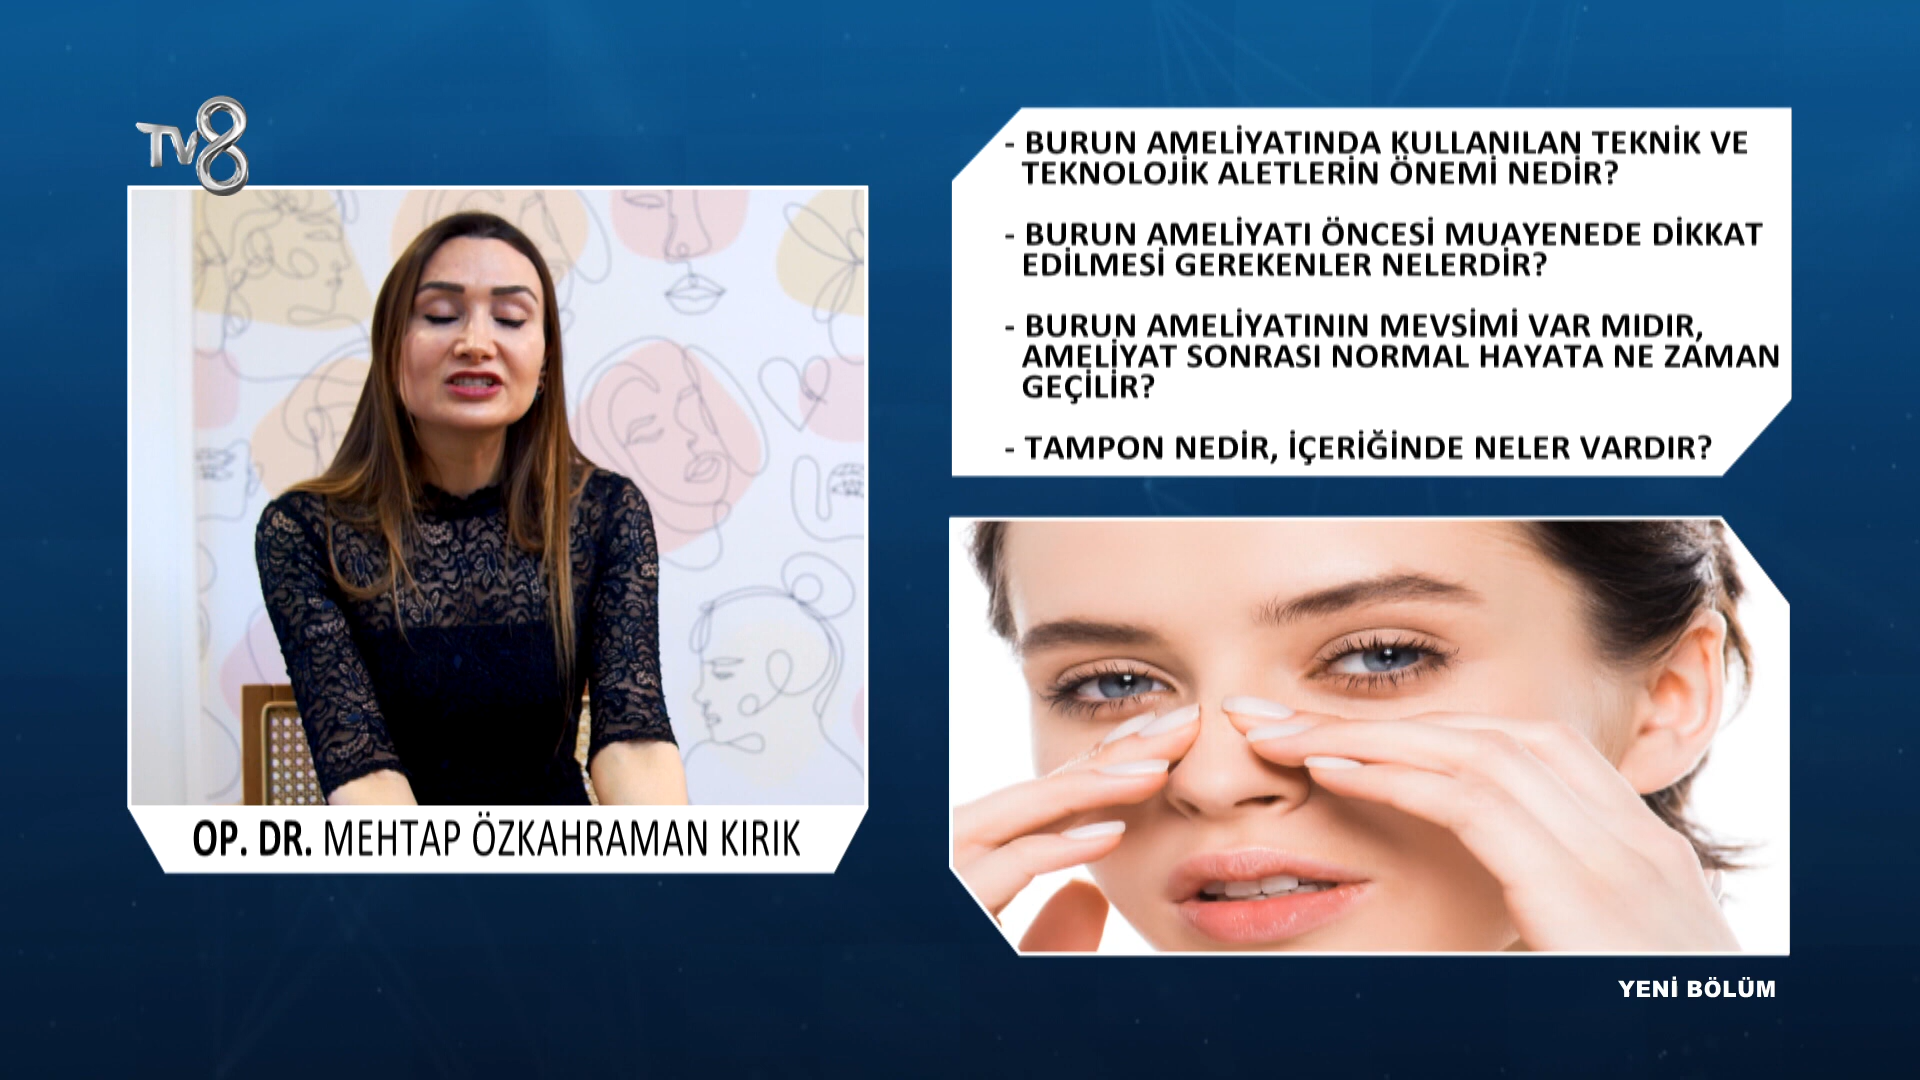 TV8
- BURUN AMELİYATINDA KULLANILAN TEKNİK VE
TEKNOLOJİK ALETLERİN ÖNEMİ NEDİR?
- BURUN AMELİYATI ÖNCESİ MUAYENEDE DİKKAT
EDİLMESİ GEREKENLER NELERDİR?
- BURUN AMELİYATININ MEVSİMİ VAR MIDIR,
AMELİYAT SONRASI NORMAL HAYATA NE ZAMAN
GEÇİLİR?
- TAMPON NEDİR, İÇERİĞİNDE NELER VARDIR?
OP. DR. MEHTAP ÖZKAHRAMAN KIRIK
YENİ BÖLÜM